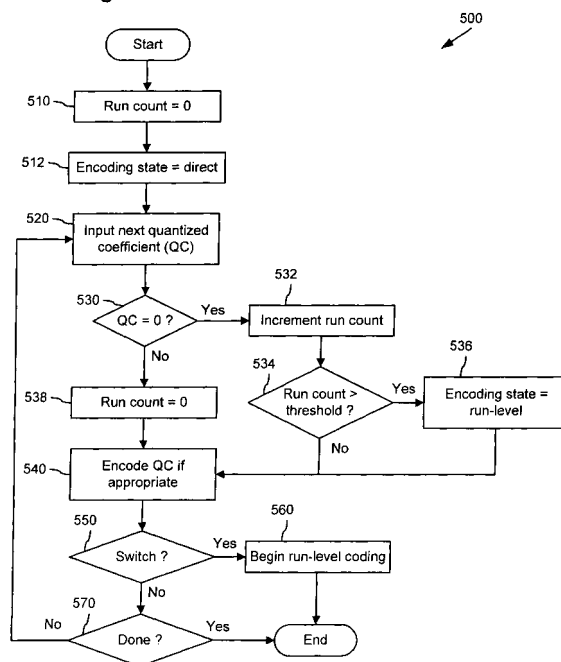 500
Start
510
Run count = 0
512
Encoding state = direct
520
Input next quantized
coefficient (QC)
530
QC = 0 ?
Yes
No
532
Increment run count
534
Run count >
threshold ?
Yes
No
536
Encoding state =
run-level
538
Run count = 0
540
Encode QC if
appropriate
550
Switch ?
Yes
No
560
Begin run-level coding
570
Done ?
No
Yes
End